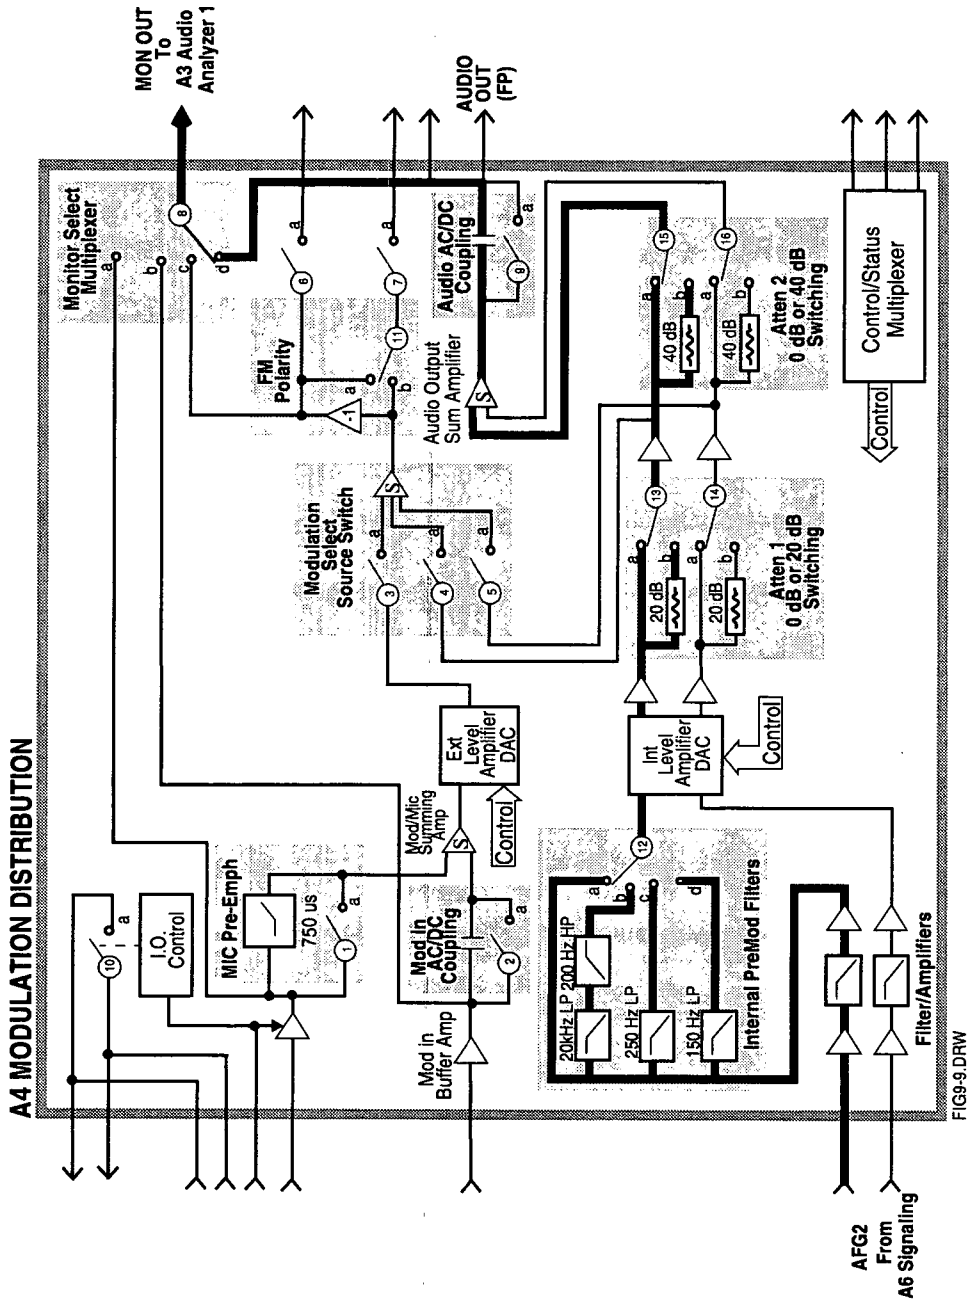 A4 MODULATION DISTRIBUTION
MON OUT
To
A3 Audio
Analyzer 1
Monitor Select
Multiplexer
8
a
b
c
d
10
a
I.O.
Control
MIC Pre-Emph
750 us
1
a
Mod in
Buffer Amp
Mod In
AC/DC
Coupling
2
a
Mod/Mic
Summing
Amp
S
Ext
Level
Amplifier
DAC
Control
Modulation
Select
Source Switch
3
a
4
a
5
a
S
FM
Polarity
-1
a
b
11
6
a
7
a
Audio AC/DC
Coupling
9
a
AUDIO
OUT
(FP)
Audio Output
Sum Amplifier
S
20kHz LP
200 Hz HP
250 Hz LP
150 Hz LP
a
b
c
d
12
Internal PreMod Filters
Int
Level
Amplifier
DAC
Control
a
b
20 dB
13
a
b
20 dB
14
Atten 1
0 dB or 20 dB
Switching
a
b
40 dB
15
a
b
40 dB
16
Atten 2
0 dB or 40 dB
Switching
Filter/Amplifiers
Control/Status
Multiplexer
Control
AFG2
From
A6 Signaling
FIG9-9.DRW